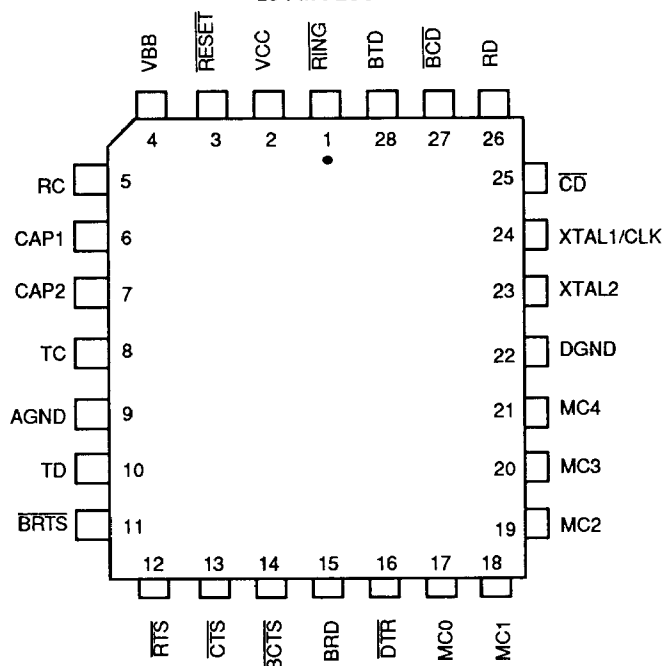 VBB RESET VCC RING BTD BCD RD
4 3 2 1 28 27 26
RC 5 25 CD
CAP1 6 24 XTAL1/CLK
CAP2 7 23 XTAL2
TC 8 22 DGND
AGND 9 21 MC4
TD 10 20 MC3
BRTS 11 19 MC2
12 13 14 15 16 17 18
RTS CTS BCTS BRD DTR MC0 MC1